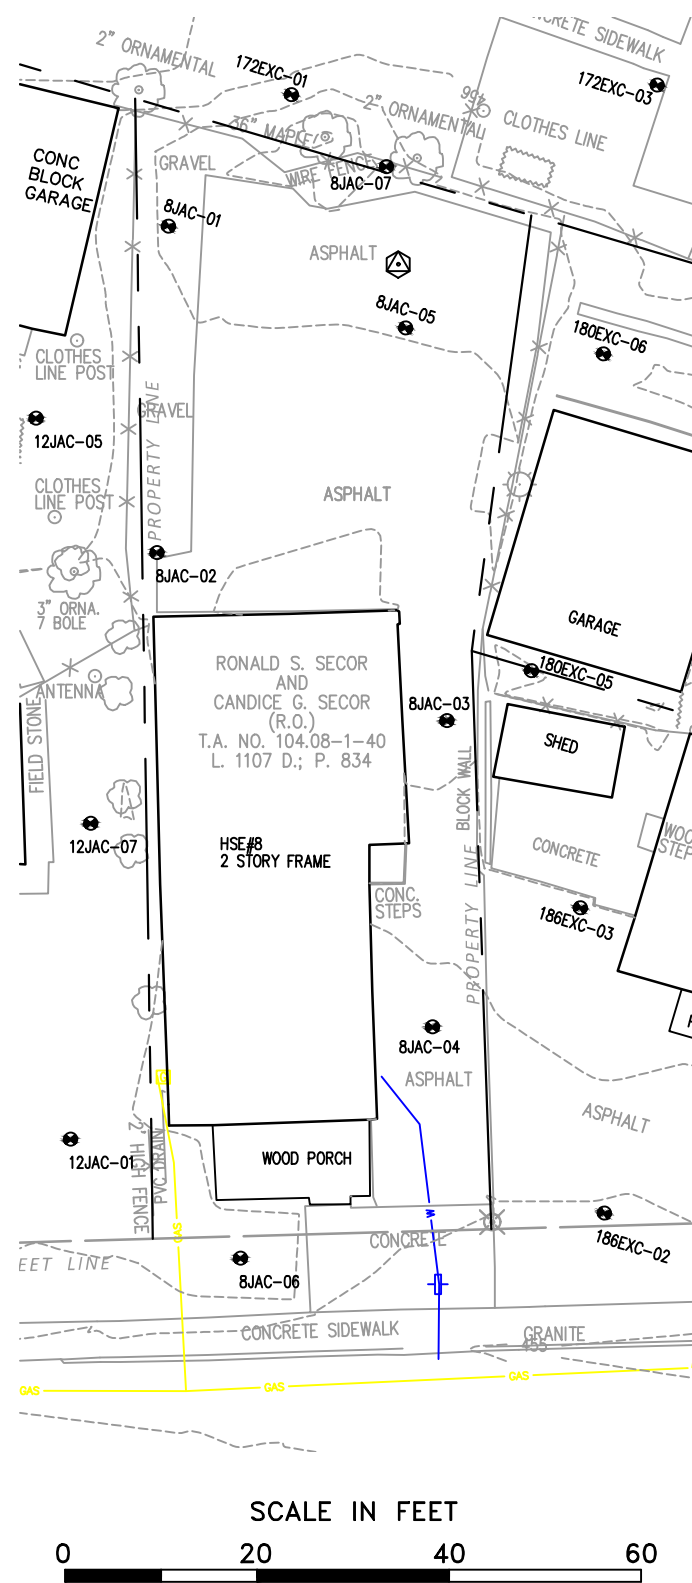 CRETE SIDEWALK
2" ORNAMENTAL
172EXC-01
172EXC-03
466
2" ORNAMENTAL
36" MAPLE
CLOTHES LINE
CONC
BLOCK
GARAGE
GRAVEL
WIRE FENCE
8JAC-07
8JAC-01
ASPHALT
8JAC-05
180EXC-06
CLOTHES
LINE POST
PROPERTY LINE
GRAVEL
12JAC-05
CLOTHES
LINE POST
ASPHALT
8JAC-02
3" ORNA.
7 BOLE
GARAGE
RONALD S. SECOR
AND
CANDICE G. SECOR
(R.O.)
T.A. NO. 104.08-1-40
L. 1107 D.; P. 834
180EXC-05
ANTENNA
8JAC-03
FIELD STONE
SHED
BLOCK WALL
12JAC-07
HSE#8
2 STORY FRAME
CONCRETE
WOO
STEP
CONC.
STEPS
PROPERTY LINE
186EXC-03
8JAC-04
ASPHALT
ASPHALT
12JAC-01
2' HIGH FENCE
PVC DRAIN
WOOD PORCH
GAS
W
CONCRETE
186EXC-02
EET LINE
8JAC-06
CONCRETE SIDEWALK
GRANITE
455
GAS
GAS
GAS
SCALE IN FEET
0 20 40 60